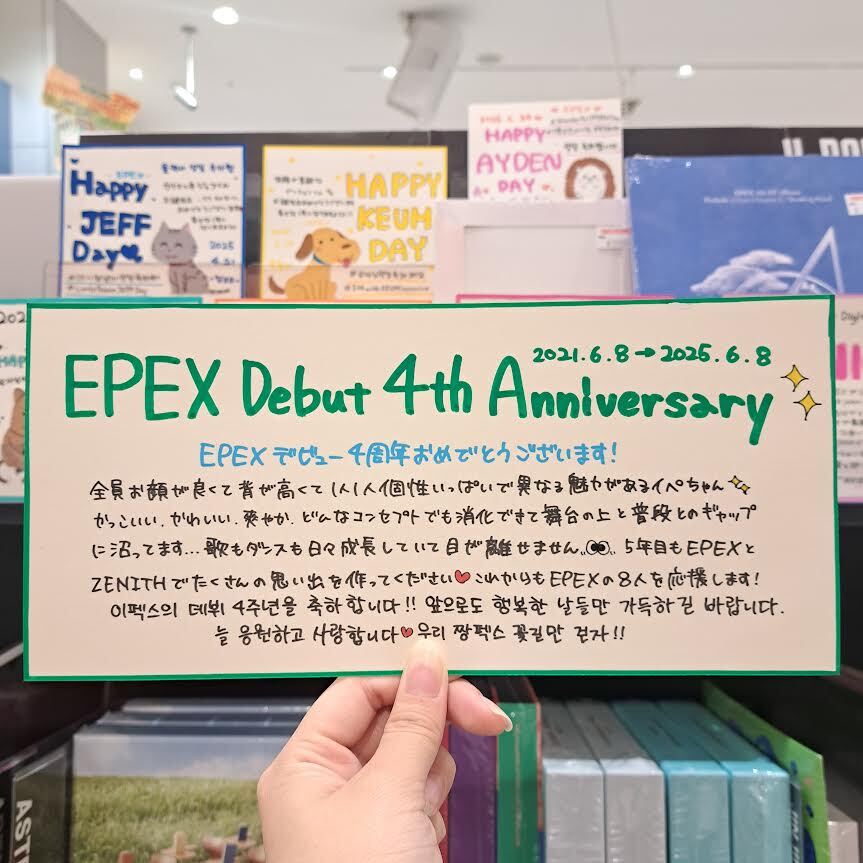 Happy
JEFF
Day
2025
4.21
HAPPY
KEUM
DAY
HAPPY
AYDEN
DAY
EPEX Debut 4th Anniversary
2021.6.8→2025.6.8
EPEXデビュー4周年おめでとうございます!
全員お顔が良くて背が高くて1人1人個性いっぱいで異なる魅力があるイペちゃん
かっこいい、かわいい、爽やか、どんなコンセプトでも消化できて舞台の上と普段とのギャップ
に沼ってます…歌もダンスも日々成長していて目が離せません 5年目もEPEXと
ZENITHでたくさんの思い出を作ってください♥これからもEPEXの8人を応援します!
이펙스의 데뷔 4주년을 축하합니다!! 앞으로도 행복한 날들만 가득하길 바랍니다.
늘 응원하고 사랑합니다♥우리 짱펙스 꽃길만 걷자!!